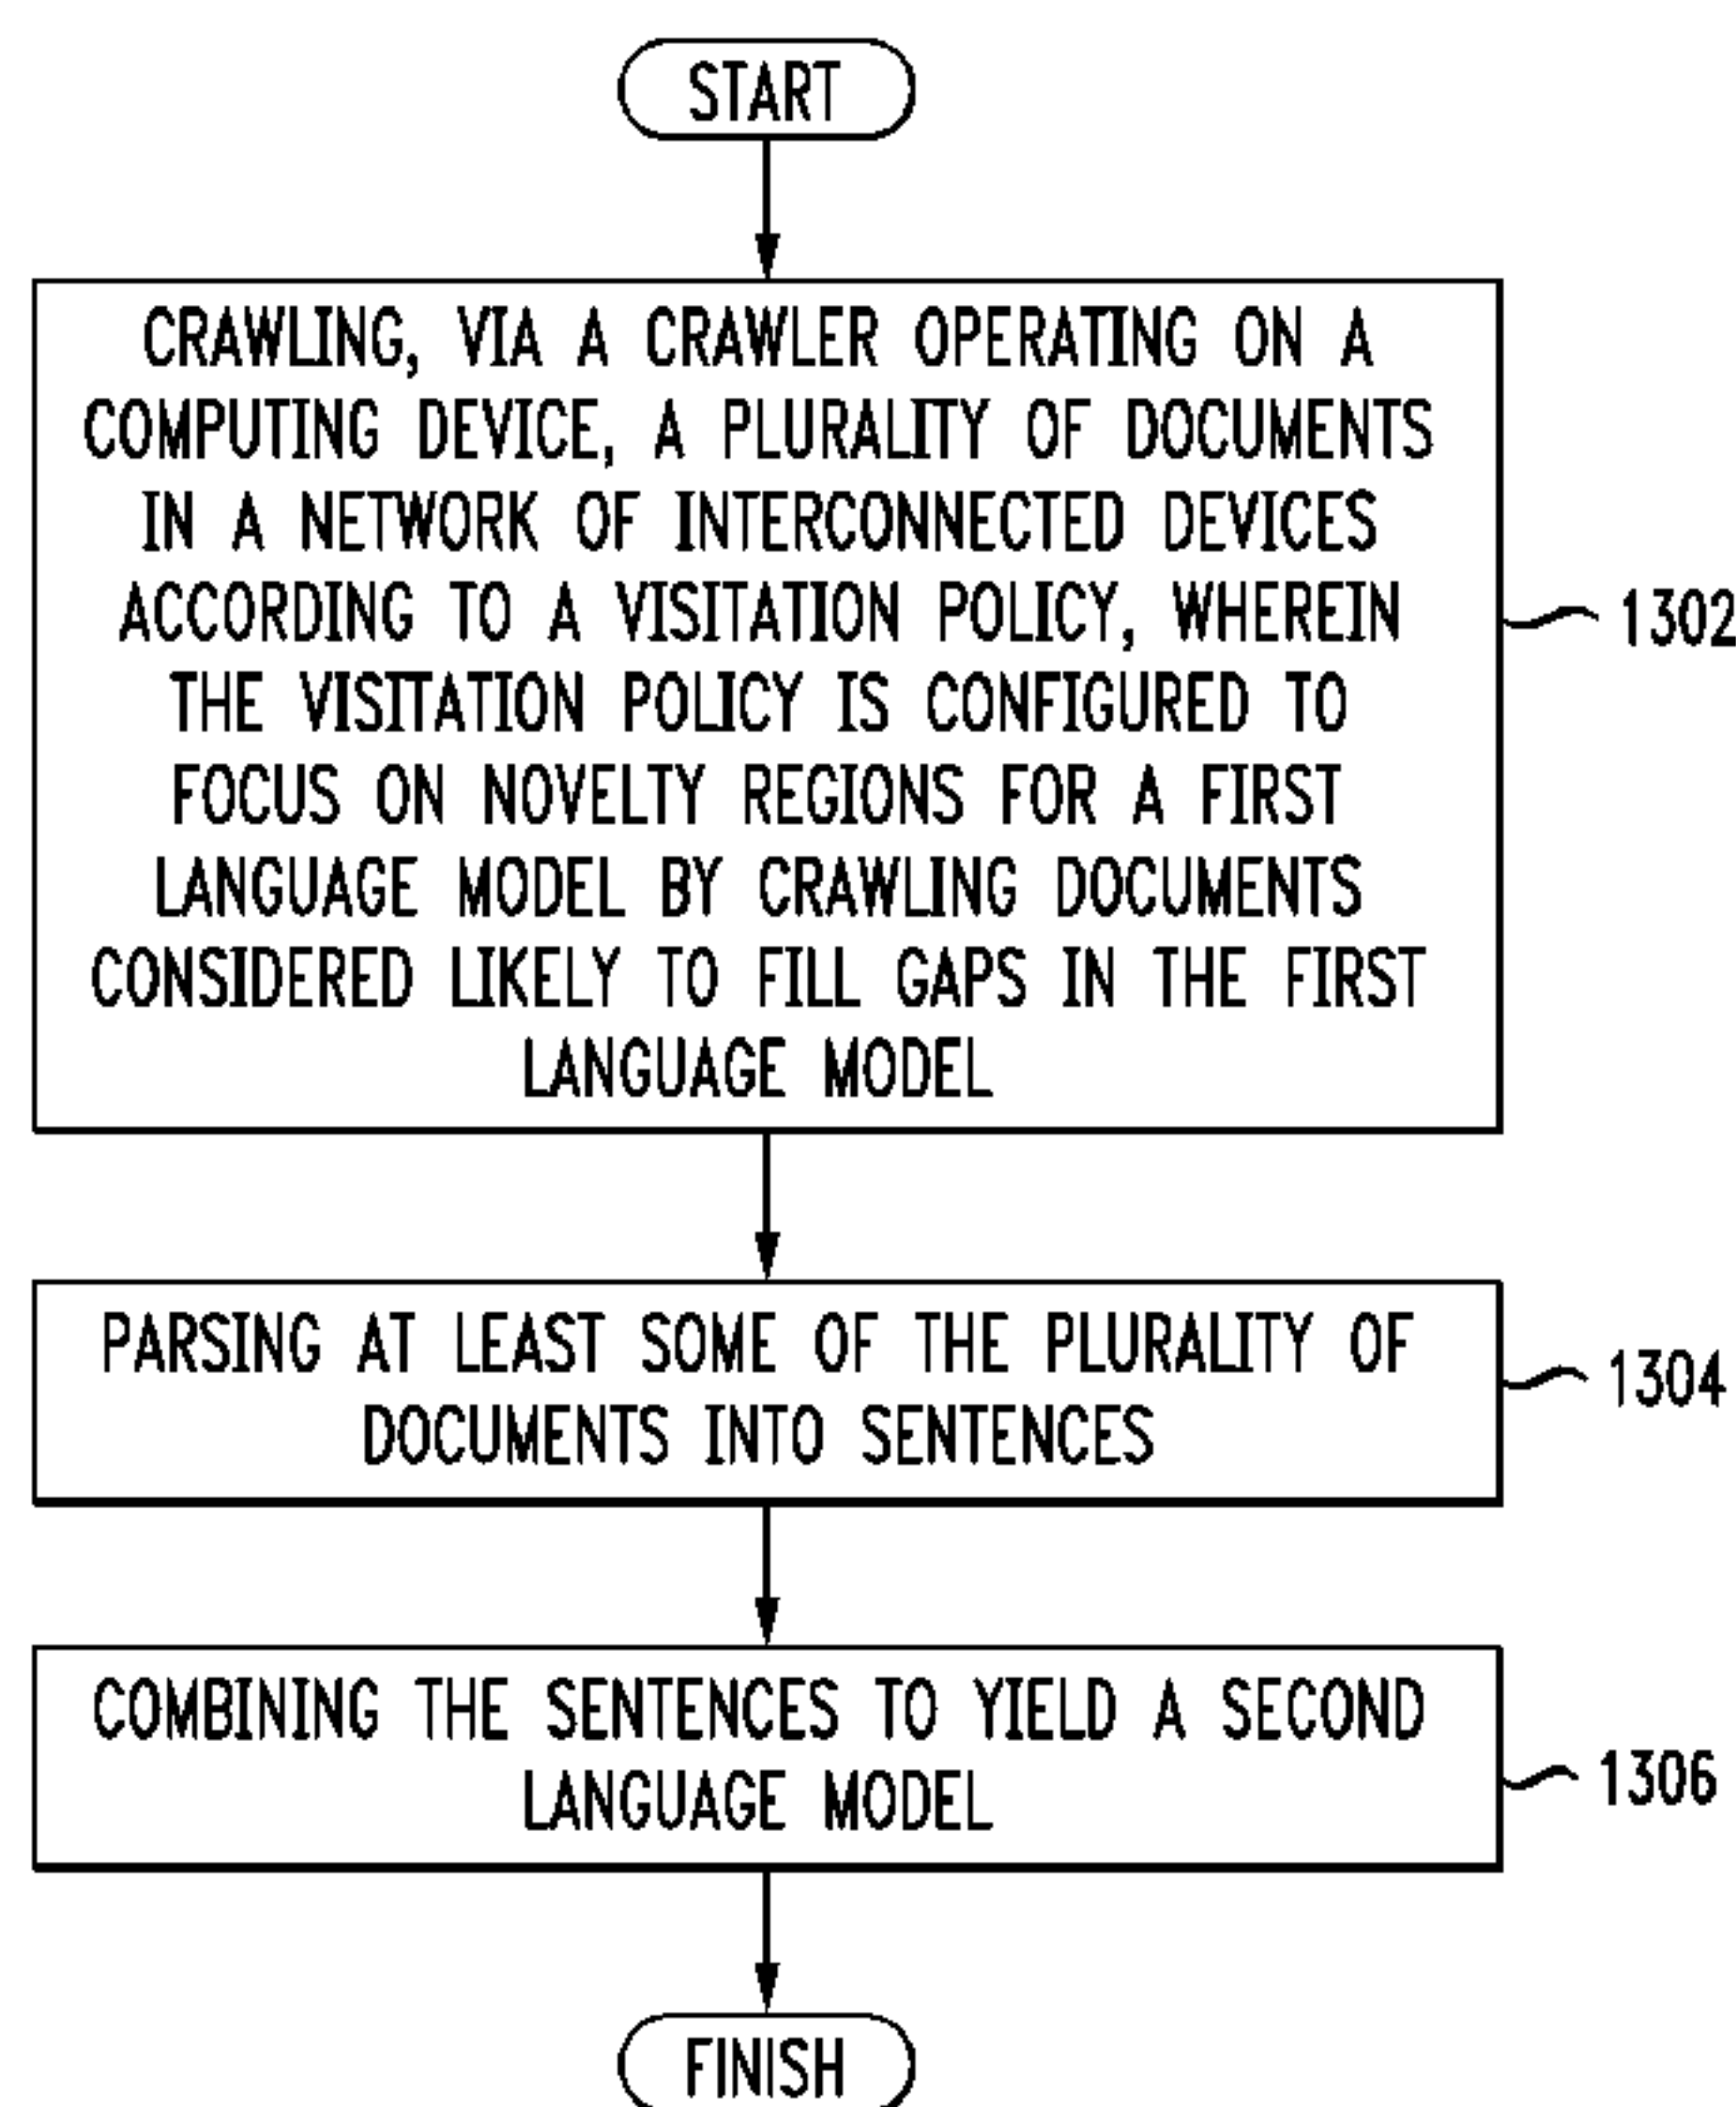 START
CRAWLING, VIA A CRAWLER OPERATING ON A
COMPUTING DEVICE, A PLURALITY OF DOCUMENTS
IN A NETWORK OF INTERCONNECTED DEVICES
ACCORDING TO A VISITATION POLICY, WHEREIN
THE VISITATION POLICY IS CONFIGURED TO
FOCUS ON NOVELTY REGIONS FOR A FIRST
LANGUAGE MODEL BY CRAWLING DOCUMENTS
CONSIDERED LIKELY TO FILL GAPS IN THE FIRST
LANGUAGE MODEL
1302
PARSING AT LEAST SOME OF THE PLURALITY OF
DOCUMENTS INTO SENTENCES
1304
COMBINING THE SENTENCES TO YIELD A SECOND
LANGUAGE MODEL
1306
FINISH